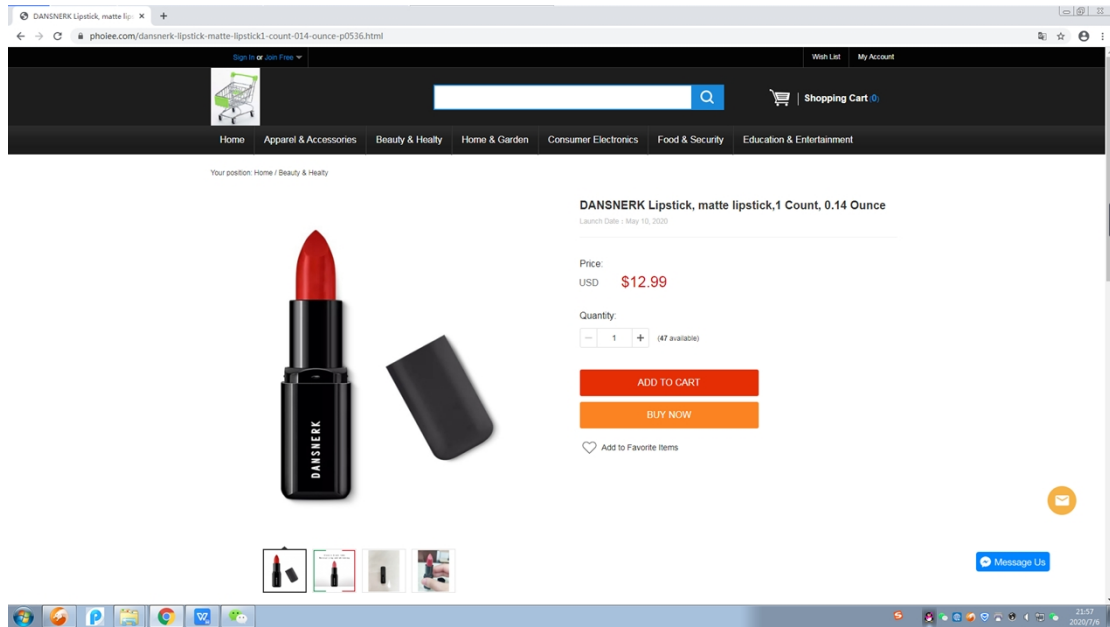 DANSNERK Lipstick, matte lip
pholee.com/dansnerk-lipstick-matte-lipstick1-count-014-ounce-p0536.html
Sign In or Join Free
Wish List
My Account
Shopping Cart (0)
Home
Apparel & Accessories
Beauty & Healty
Home & Garden
Consumer Electronics
Food & Security
Education & Entertainment
Your position: Home / Beauty & Healty
DANSNERK Lipstick, matte lipstick,1 Count, 0.14 Ounce
Launch Date : May 10, 2020
Price:
USD $12.99
Quantity:
1
(47 available)
ADD TO CART
BUY NOW
Add to Favorite Items
DANSNERK
Message Us
21:57
2020/7/6